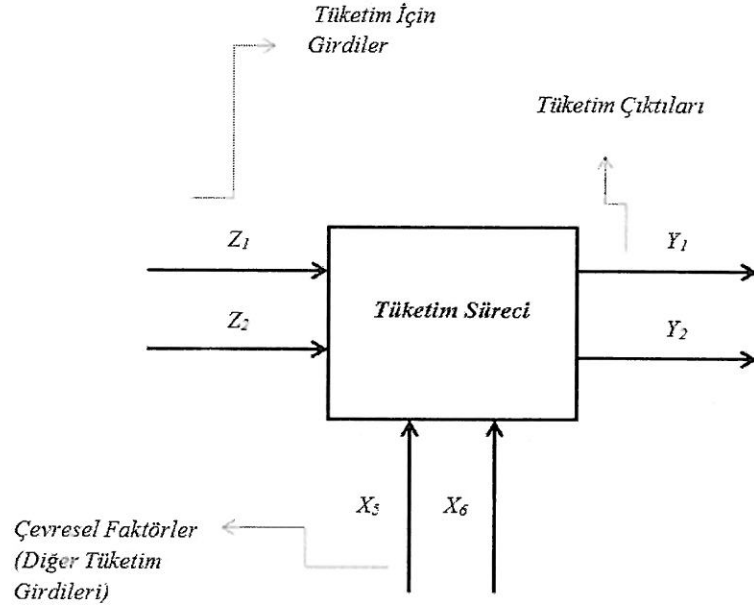 Tüketim İçin
Girdiler
Tüketim Çıktıları
Z1
Y1
Tüketim Süreci
Z2
Y2
X5
X6
Çevresel Faktörler
(Diğer Tüketim
Girdileri)